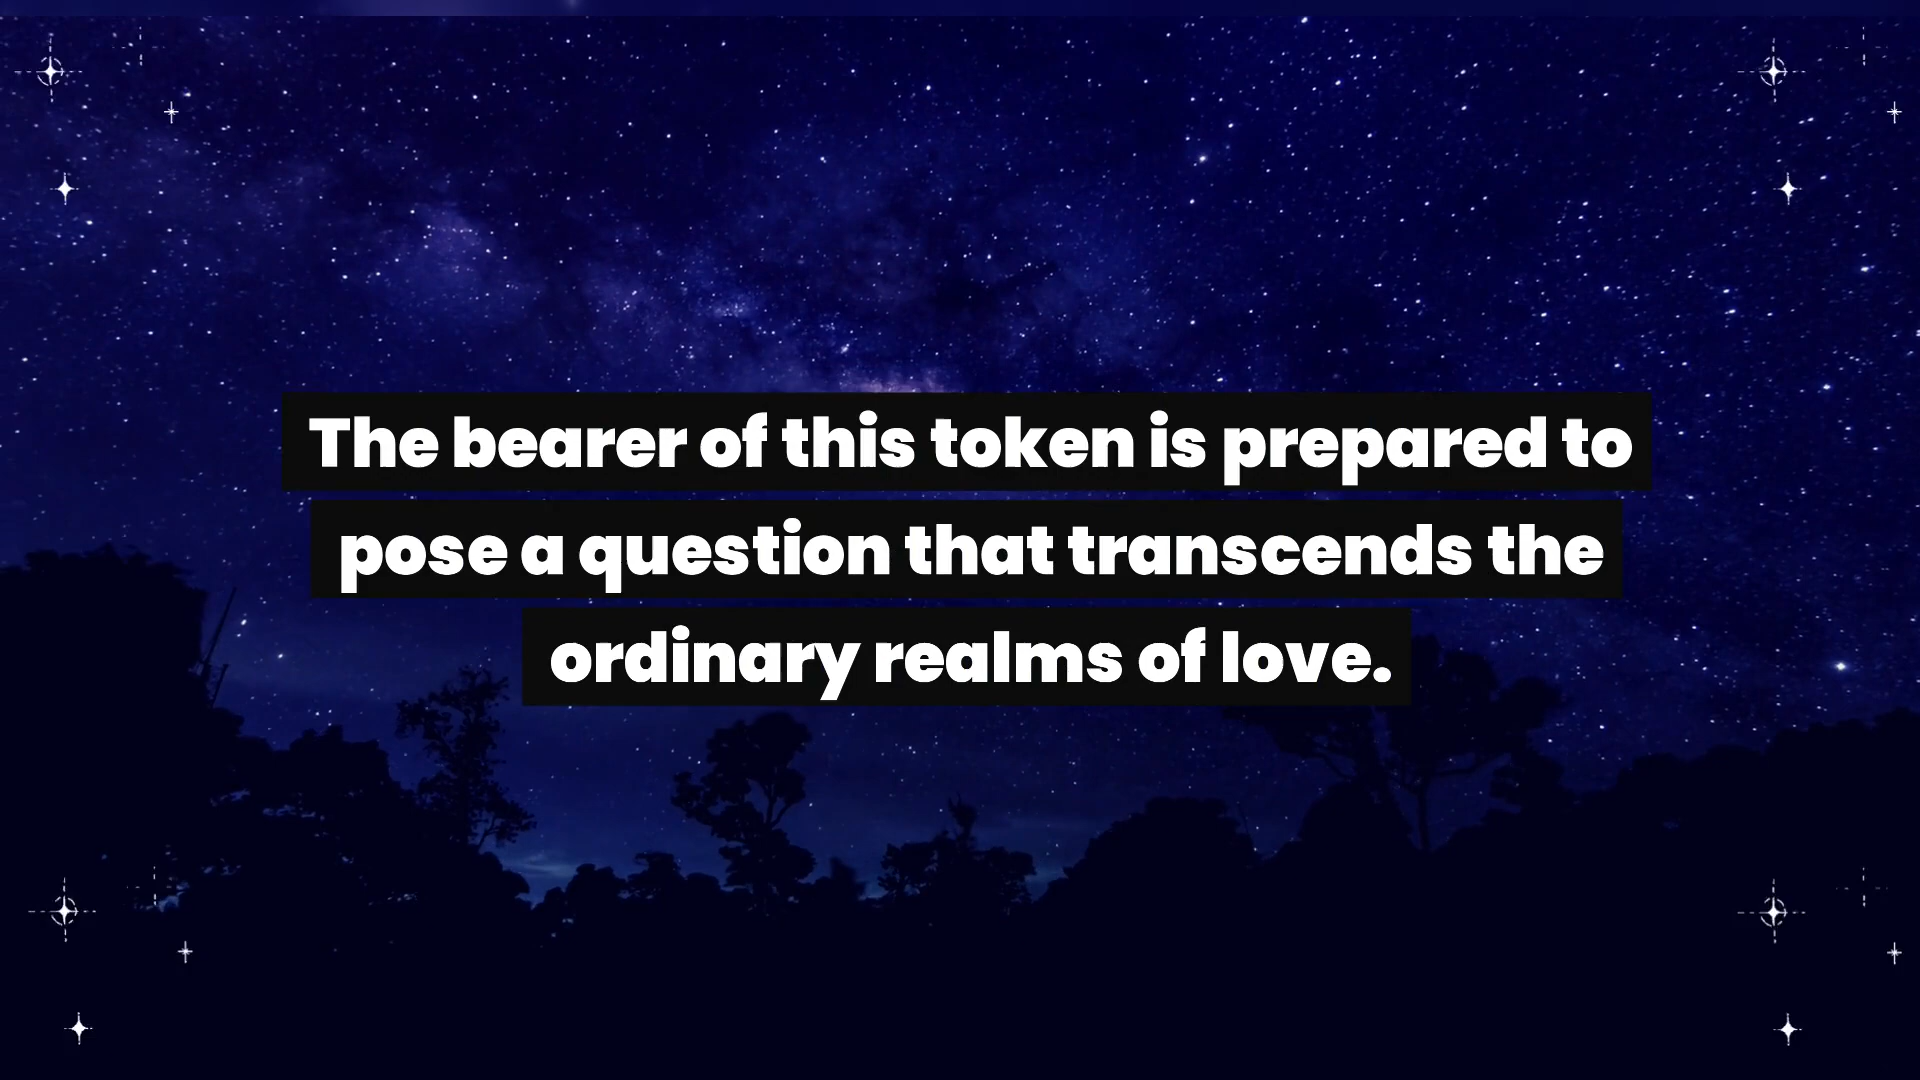 The bearer of this token is prepared to
pose a question that transcends the
ordinary realms of love.